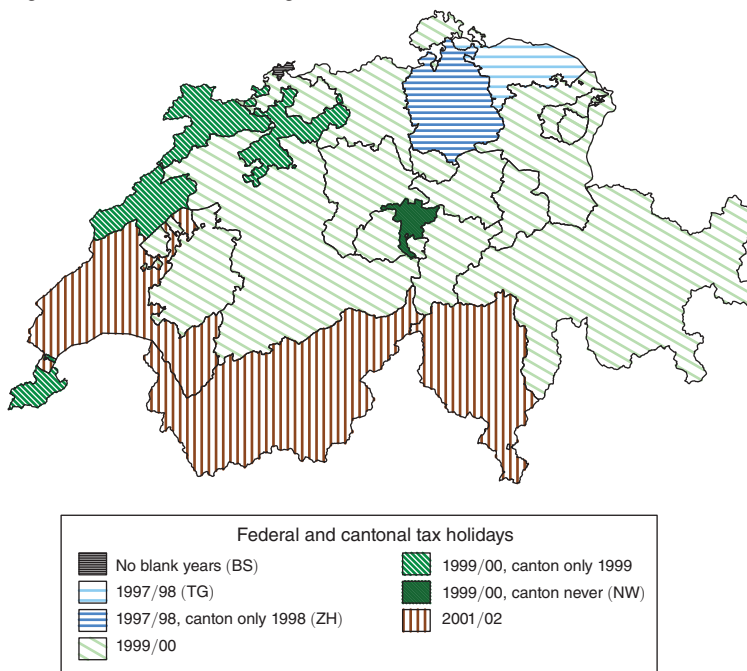 Federal and cantonal tax holidays
No blank years (BS)
1997/98 (TG)
1997/98, canton only 1998 (ZH)
1999/00
1999/00, canton only 1999
1999/00, canton never (NW)
2001/02